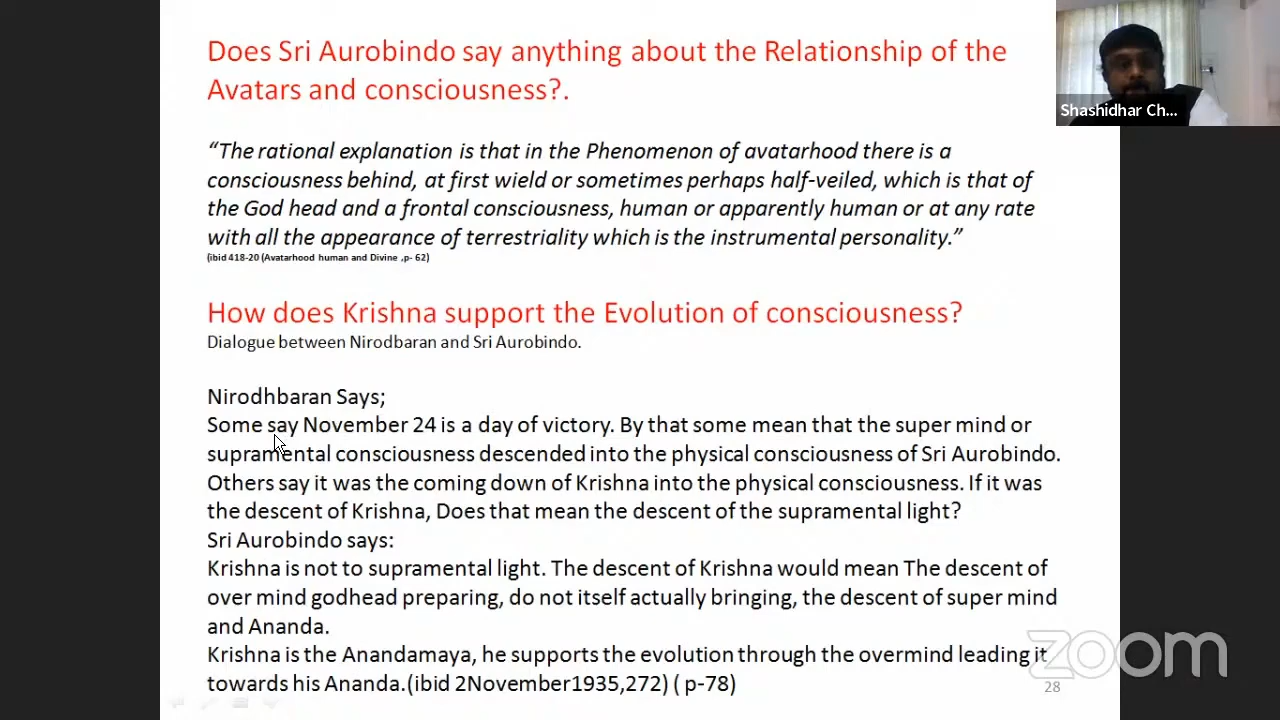 Does Sri Aurobindo say anything about the Relationship of the
Avatars and consciousness?.
“The rational explanation is that in the Phenomenon of avatarhood there is a
consciousness behind, at first wield or sometimes perhaps half-veiled, which is that of
the God head and a frontal consciousness, human or apparently human or at any rate
with all the appearance of terrestriality which is the instrumental personality.”
(ibid 418-20 (Avatarhood human and Divine ,p- 62)
How does Krishna support the Evolution of consciousness?
Dialogue between Nirodbaran and Sri Aurobindo.
Nirodhbaran Says;
Some say November 24 is a day of victory. By that some mean that the super mind or
supramental consciousness descended into the physical consciousness of Sri Aurobindo.
Others say it was the coming down of Krishna into the physical consciousness. If it was
the descent of Krishna, Does that mean the descent of the supramental light?
Sri Aurobindo says:
Krishna is not to supramental light. The descent of Krishna would mean The descent of
over mind godhead preparing, do not itself actually bringing, the descent of super mind
and Ananda.
Krishna is the Anandamaya, he supports the evolution through the overmind leading it
towards his Ananda.(ibid 2November1935,272) ( p-78)
28
Shashidhar Ch...
zoom